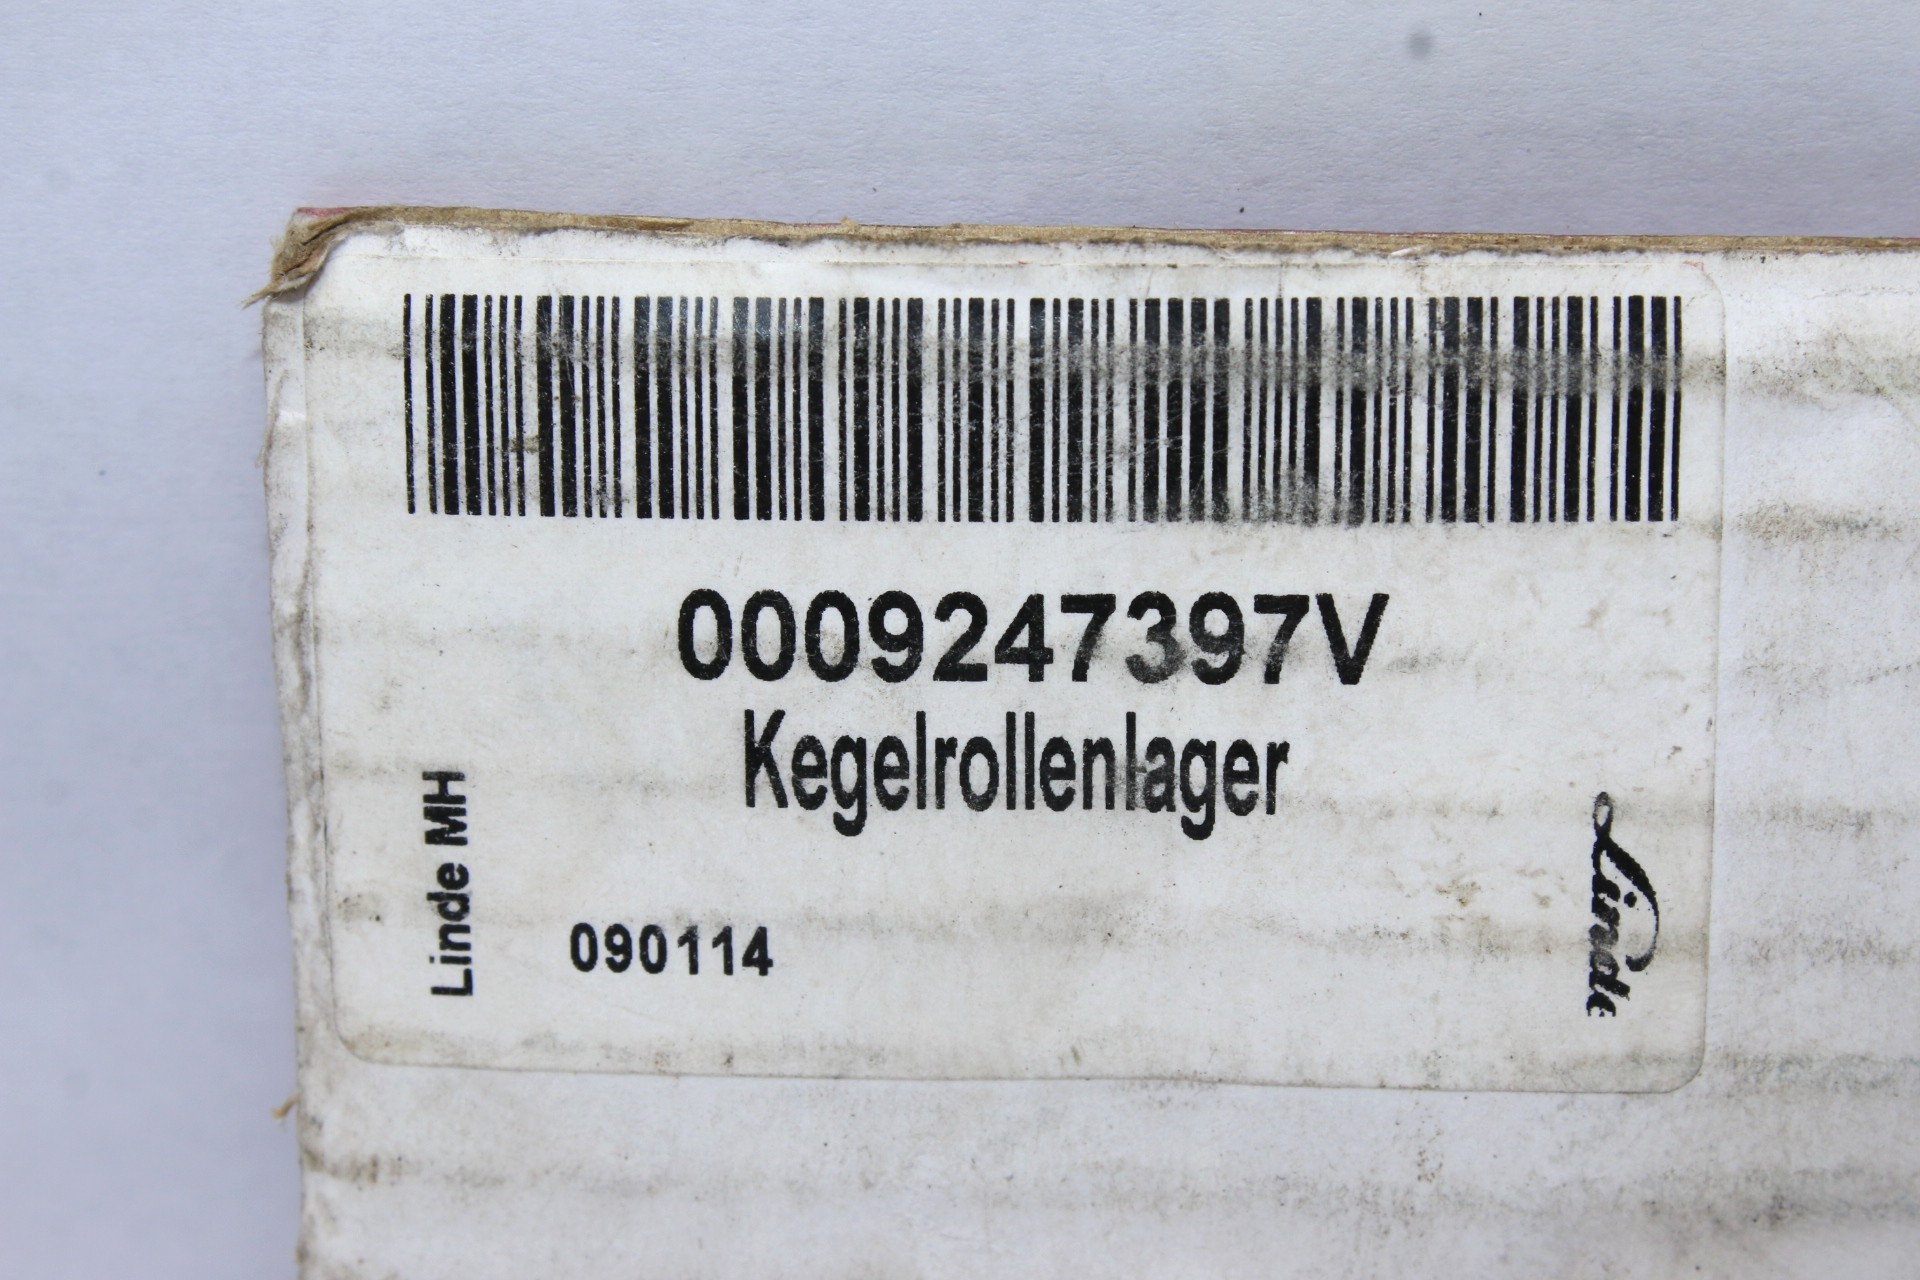 0009247397V
Kegelrollenlager
Linde MH
090114
Linde